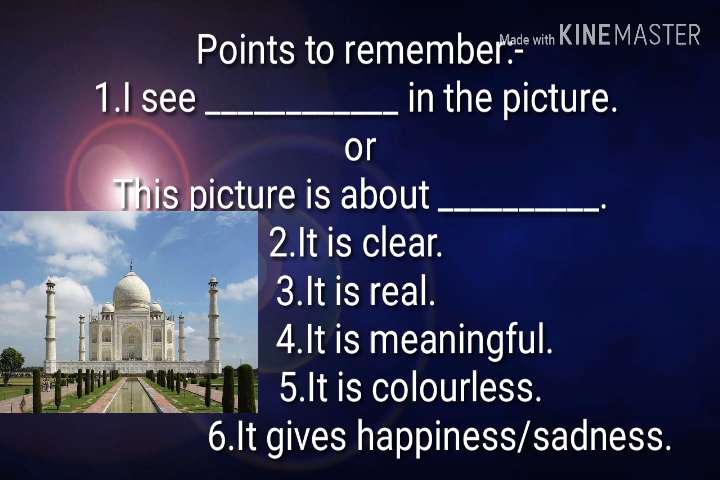 Made with KINEMASTER
Points to remember:-
1.I see ____________ in the picture.
or
This picture is about __________.
2.It is clear.
3.It is real.
4.It is meaningful.
5.It is colourless.
6.It gives happiness/sadness.